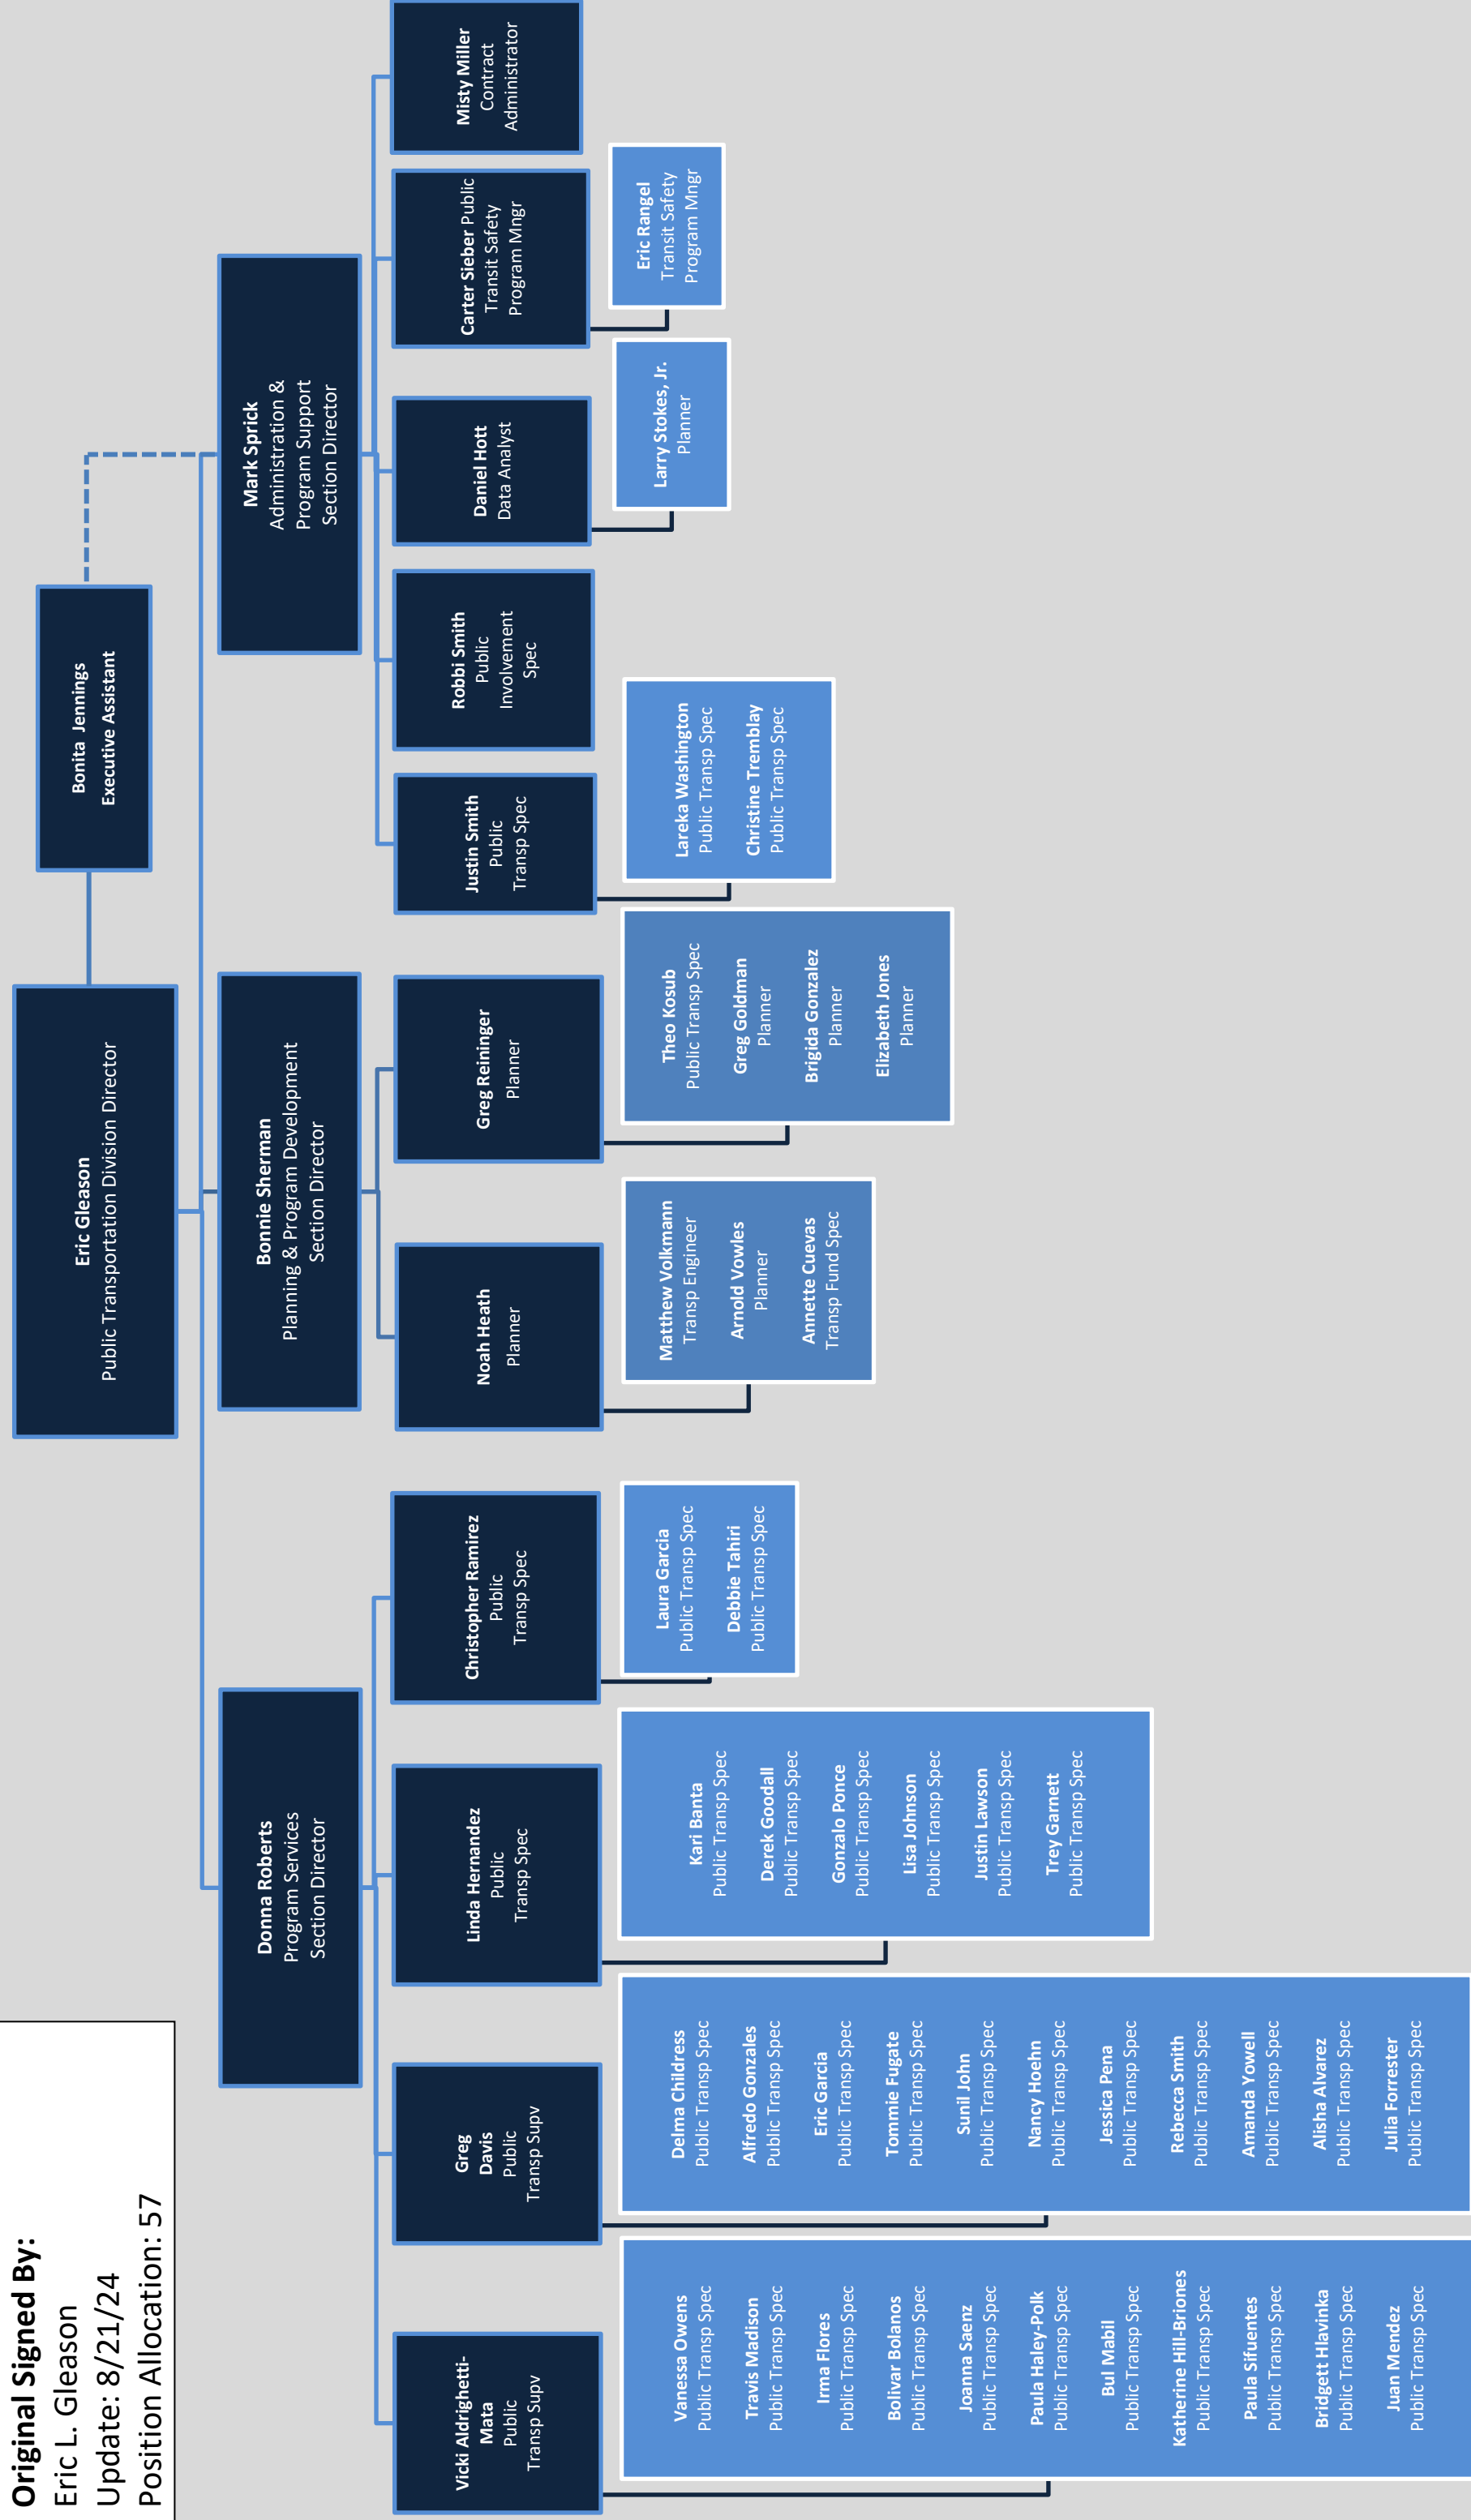 Original Signed By:
Eric L. Gleason
Update: 8/21/24
Position Allocation: 57
Eric Gleason
Public Transportation Division Director
Bonita Jennings
Executive Assistant
Donna Roberts
Program Services
Section Director
Bonnie Sherman
Planning & Program Development
Section Director
Mark Sprick
Administration &
Program Support
Section Director
Vicki Aldrighetti-
Mata
Public
Transp Supv
Greg
Davis
Public
Transp Supv
Linda Hernandez
Public
Transp Spec
Christopher Ramirez
Public
Transp Spec
Noah Heath
Planner
Greg Reininger
Planner
Justin Smith
Public
Transp Spec
Robbi Smith
Public
Involvement
Spec
Daniel Hott
Data Analyst
Carter Sieber Public
Transit Safety
Program Mngr
Misty Miller
Contract
Administrator
Vanessa Owens
Public Transp Spec
Travis Madison
Public Transp Spec
Irma Flores
Public Transp Spec
Bolivar Bolanos
Public Transp Spec
Joanna Saenz
Public Transp Spec
Paula Haley-Polk
Public Transp Spec
Bul Mabil
Public Transp Spec
Katherine Hill-Briones
Public Transp Spec
Paula Sifuentes
Public Transp Spec
Bridgett Hlavinka
Public Transp Spec
Juan Mendez
Public Transp Spec
Delma Childress
Public Transp Spec
Alfredo Gonzales
Public Transp Spec
Eric Garcia
Public Transp Spec
Tommie Fugate
Public Transp Spec
Sunil John
Public Transp Spec
Nancy Hoehn
Public Transp Spec
Jessica Pena
Public Transp Spec
Rebecca Smith
Public Transp Spec
Amanda Yowell
Public Transp Spec
Alisha Alvarez
Public Transp Spec
Julia Forrester
Public Transp Spec
Kari Banta
Public Transp Spec
Derek Goodall
Public Transp Spec
Gonzalo Ponce
Public Transp Spec
Lisa Johnson
Public Transp Spec
Justin Lawson
Public Transp Spec
Trey Garnett
Public Transp Spec
Laura Garcia
Public Transp Spec
Debbie Tahiri
Public Transp Spec
Matthew Volkmann
Transp Engineer
Arnold Vowles
Planner
Annette Cuevas
Transp Fund Spec
Theo Kosub
Public Transp Spec
Greg Goldman
Planner
Brigida Gonzalez
Planner
Elizabeth Jones
Planner
Lareka Washington
Public Transp Spec
Christine Tremblay
Public Transp Spec
Larry Stokes, Jr.
Planner
Eric Rangel
Transit Safety
Program Mngr